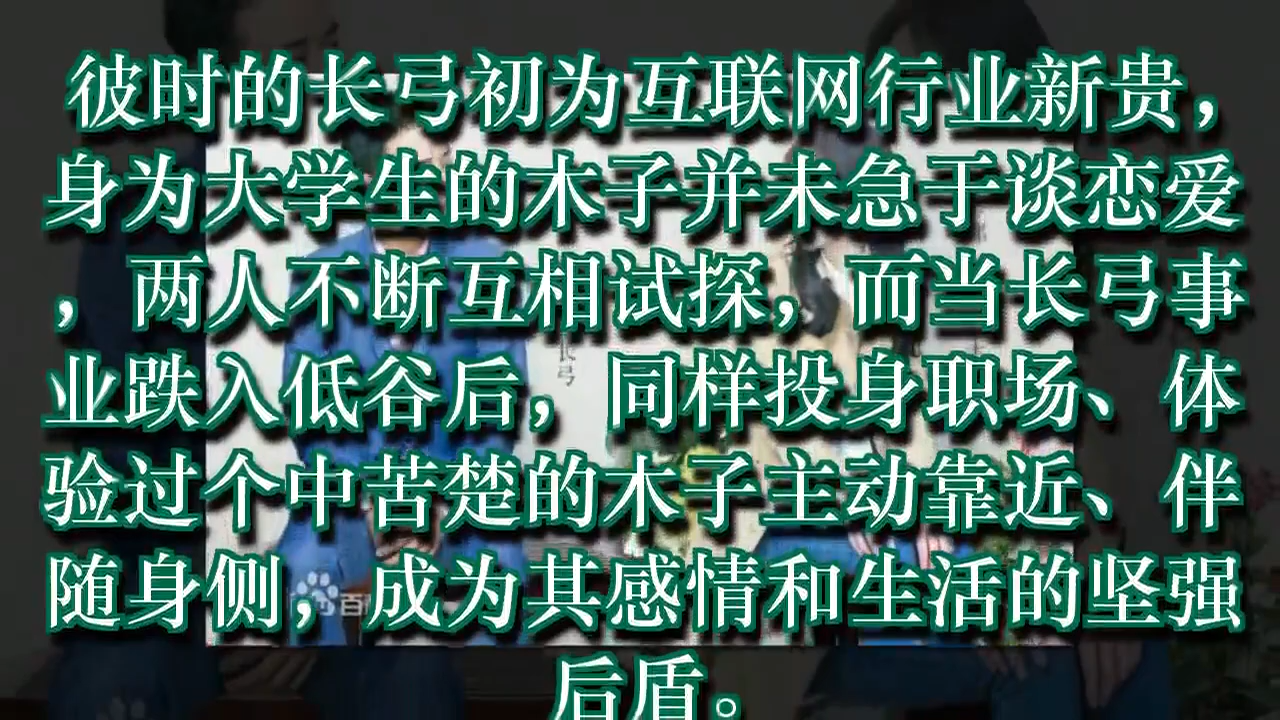 彼时的长弓初为互联网行业新贵，
身为大学生的木子并未急于谈恋爱
，两人不断互相试探，而当长弓事
业跌入低谷后，同样投身职场、体
验过个中苦楚的木子主动靠近、伴
随身侧，成为共感情和生活的坚强
后盾。
长弓
百